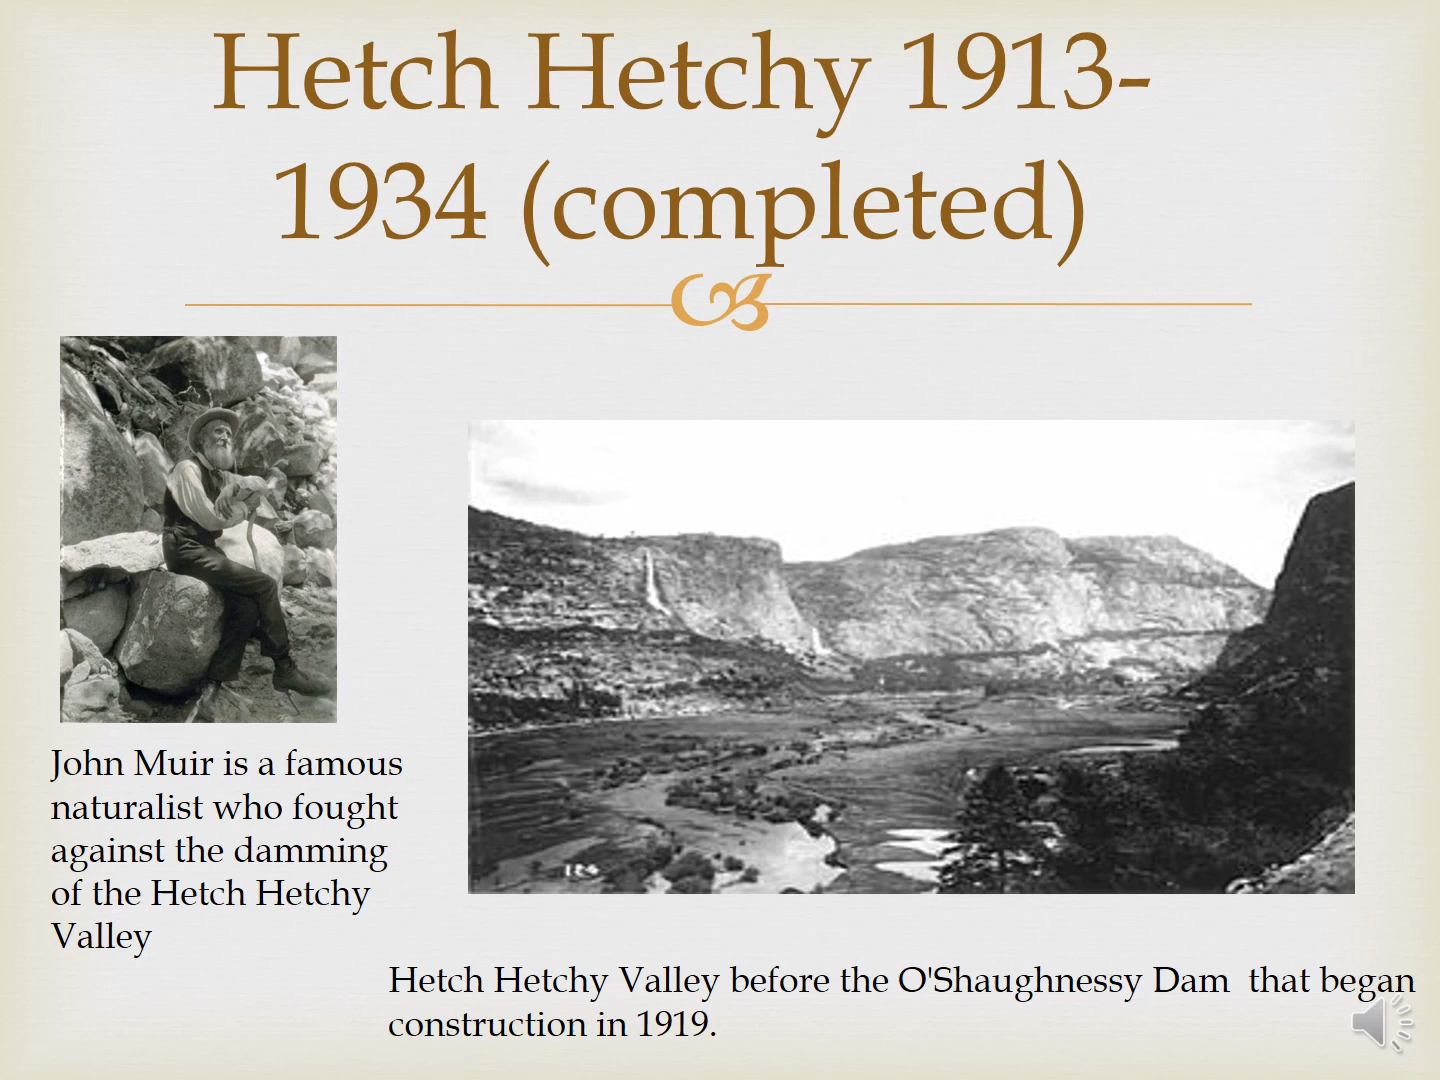 Hetch Hetchy 1913-
1934 (completed)
John Muir is a famous
naturalist who fought
against the damming
of the Hetch Hetchy
Valley
124
Hetch Hetchy Valley before the O'Shaughnessy Dam  that began
construction in 1919.